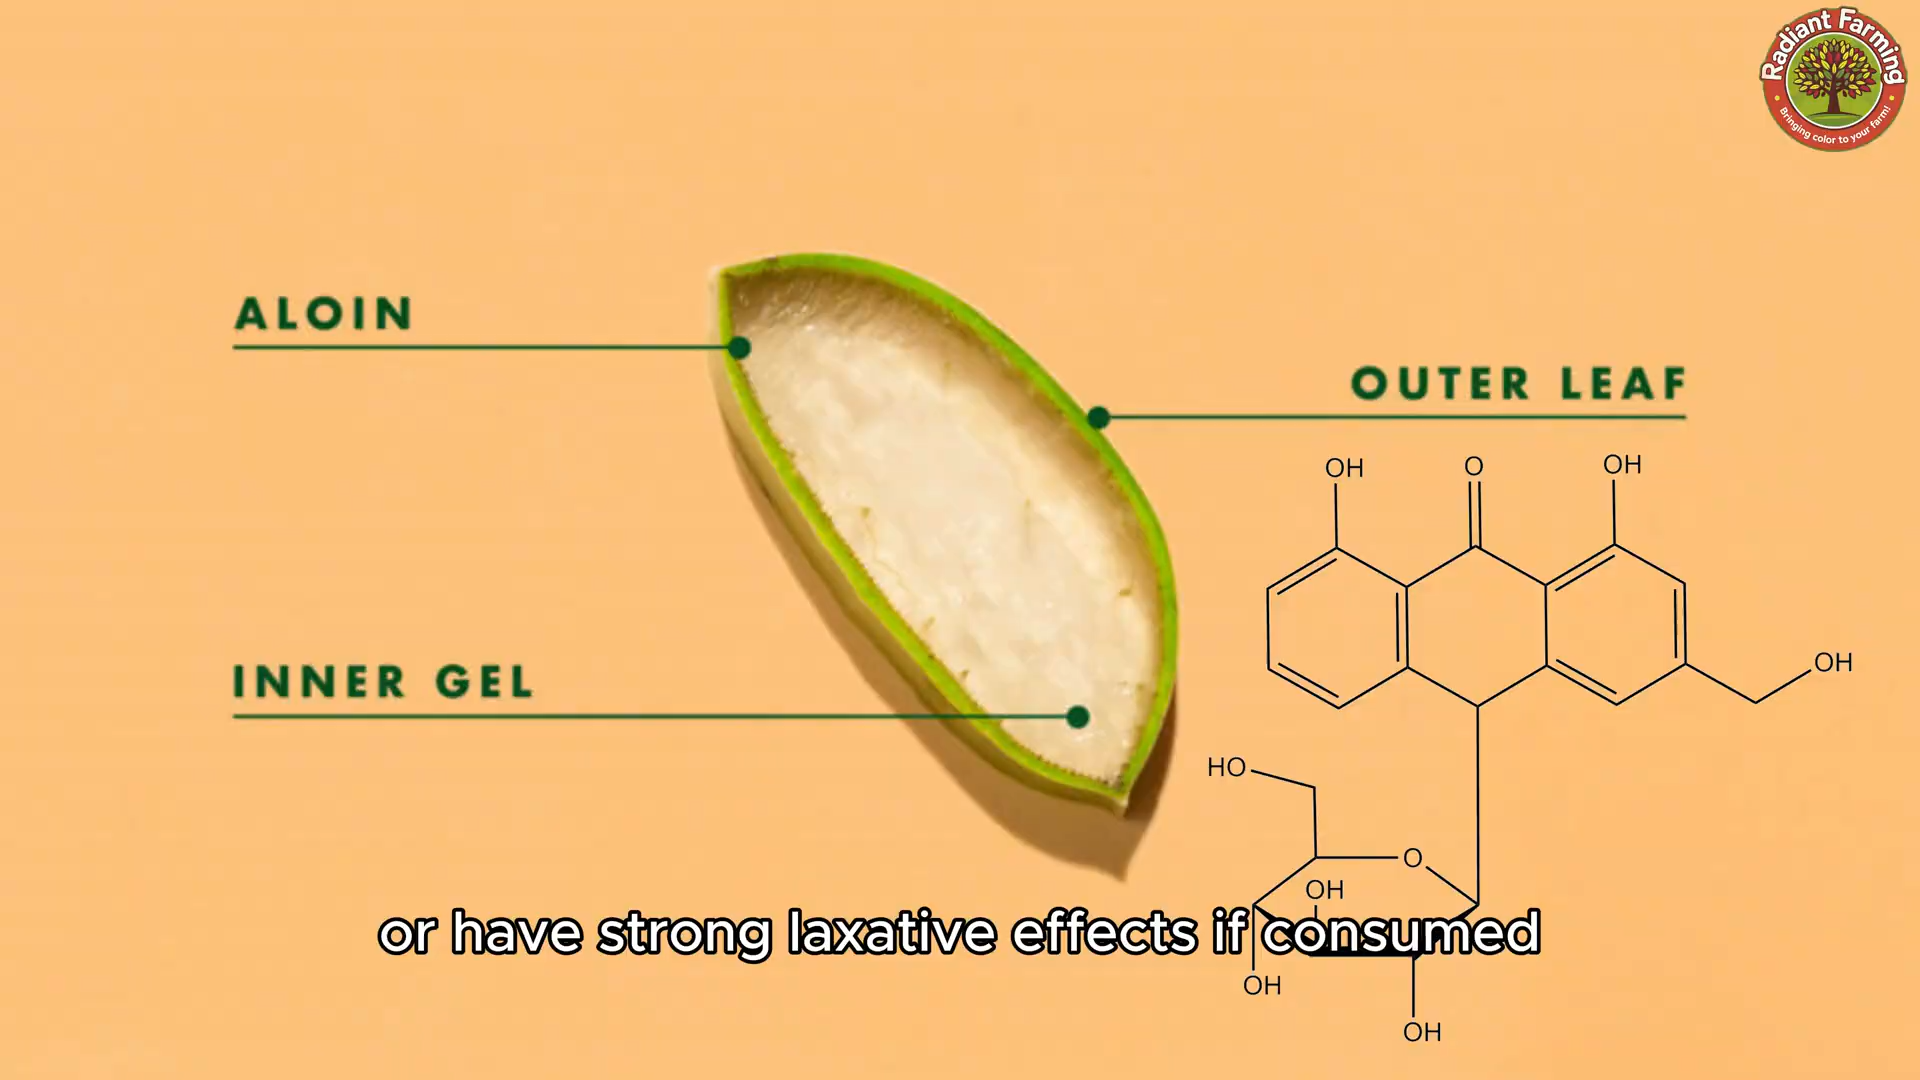 Radiant Farming
Bringing color to your farm!
ALOIN
OUTER LEAF
OH
O
OH
INNER GEL
OH
HO
O
OH
or have strong laxative effects if consumed
OH
OH